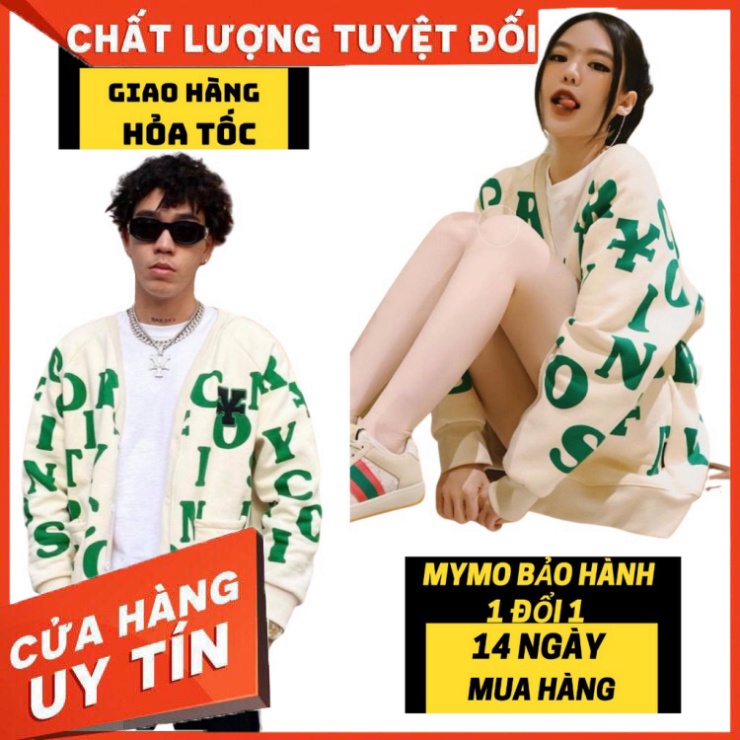 CHẤT LƯỢNG TUYỆT ĐỐI
GIAO HÀNG
HỎA TỐC
CỬA HÀNG
UY TÍN
MYMO BẢO HÀNH
1 ĐỔI 1
14 NGÀY
MUA HÀNG